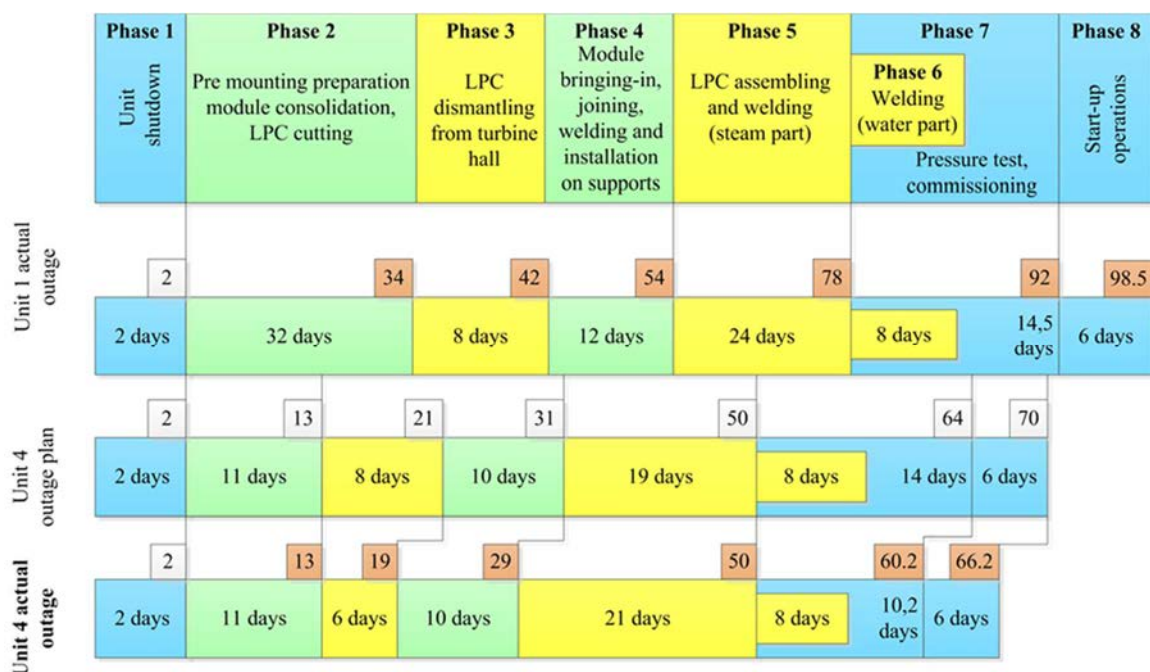 Phase 1
Unit
shutdown
Phase 2
Pre mounting preparation
module consolidation,
LPC cutting
Phase 3
LPC
dismantling
from turbine
hall
Phase 4
Module
bringing-in,
joining,
welding and
installation
on supports
Phase 5
LPC assembling
and welding
(steam part)
Phase 7
Phase 6
Welding
(water part)
Pressure test,
commissioning
Phase 8
Start-up
operations
Unit 1 actual
outage
2
34
42
54
78
92
98.5
2 days
32 days
8 days
12 days
24 days
8 days
14,5
days
6 days
Unit 4
outage plan
2
13
21
31
50
64
70
2 days
11 days
8 days
10 days
19 days
8 days
14 days
6 days
Unit 4 actual
outage
2
13
19
29
50
60.2
66.2
2 days
11 days
6 days
10 days
21 days
8 days
10,2
days
6 days